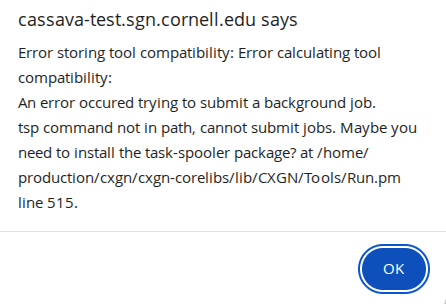 cassava-test.sgn.cornell.edu says
Error storing tool compatibility: Error calculating tool
compatibility:
An error occured trying to submit a background job.
tsp command not in path, cannot submit jobs. Maybe you
need to install the task-spooler package? at /home/
production/cxgn/cxgn-corelibs/lib/CXGN/Tools/Run.pm
line 515.
OK